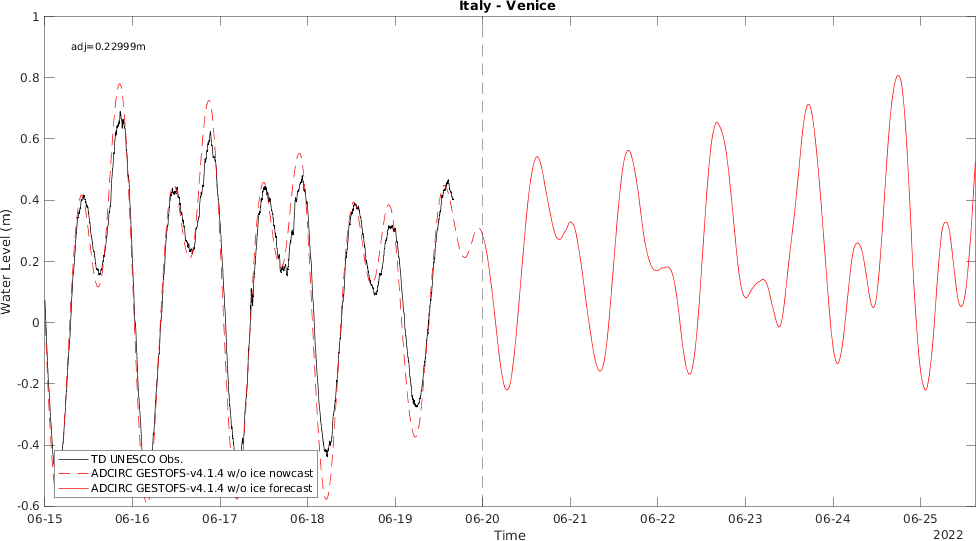 Italy - Venice
adj=0.22999m
1
0.8
0.6
0.4
0.2
0
-0.2
-0.4
-0.6
Water Level (m)
TD UNESCO Obs.
ADCIRC GESTOFS-v4.1.4 w/o ice nowcast
ADCIRC GESTOFS-v4.1.4 w/o ice forecast
06-15 06-16 06-17 06-18 06-19 06-20 06-21 06-22 06-23 06-24 06-25
Time
2022